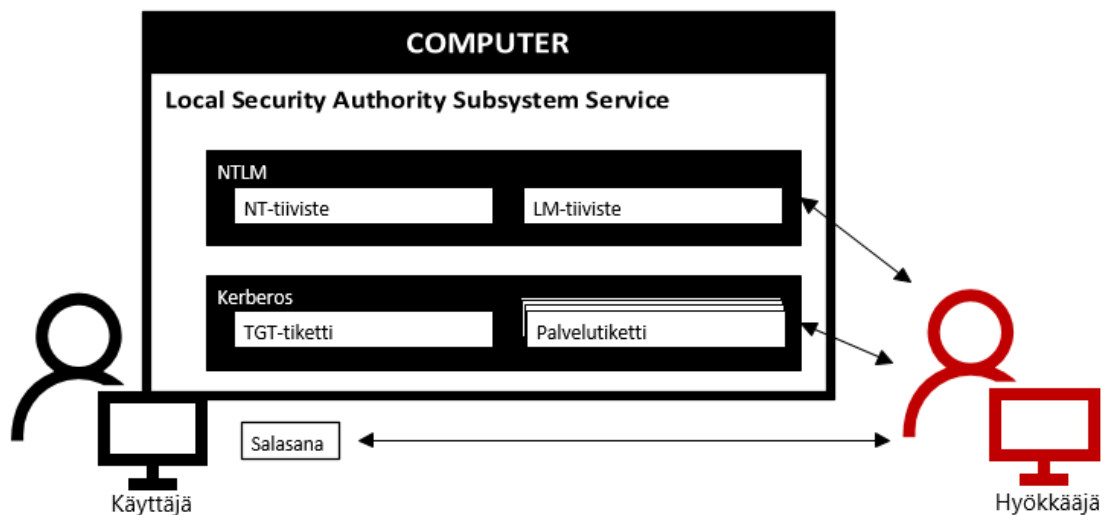 COMPUTER
Local Security Authority Subsystem Service
NTLM
NT-tiiviste
LM-tiiviste
Kerberos
TGT-tiketti
Palvelutiketti
Salasana
Käyttäjä
Hyökkääjä